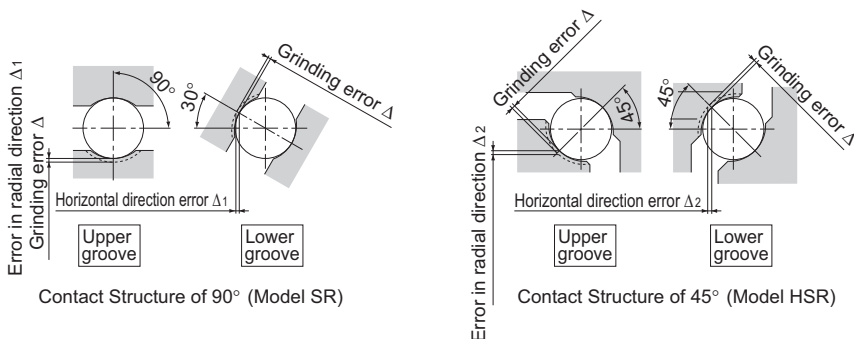 Error in radial direction Δ1
Grinding error Δ
90°
30°
Grinding error Δ
Horizontal direction error Δ1
Upper
groove
Lower
groove
Contact Structure of 90° (Model SR)
Error in radial direction Δ2
Grinding error Δ
45°
45°
Grinding error Δ
Horizontal direction error Δ2
Upper
groove
Lower
groove
Contact Structure of 45° (Model HSR)